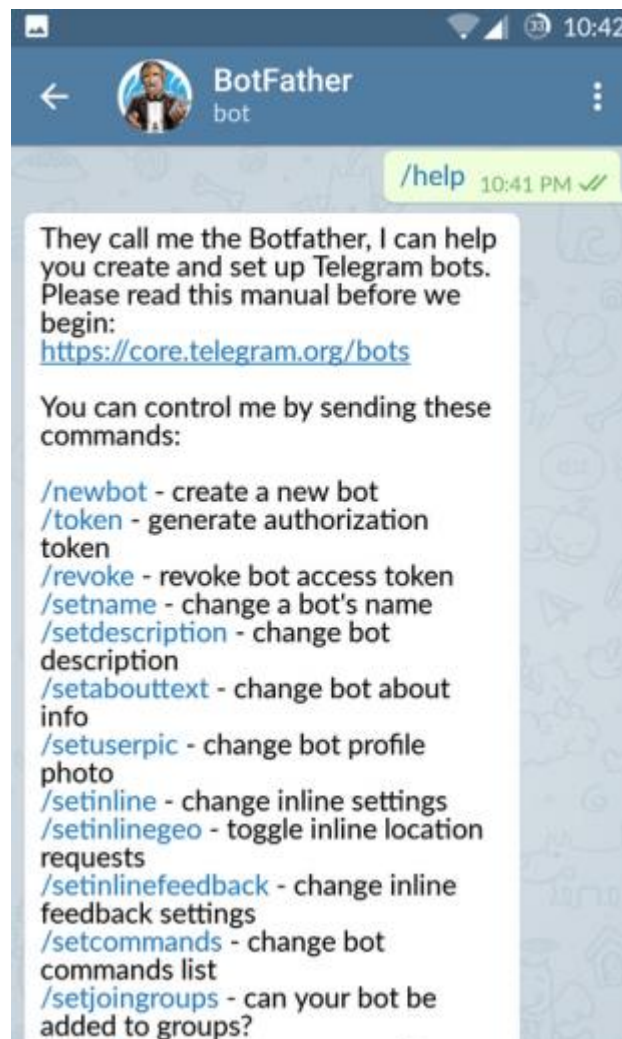 33 10:42
BotFather
bot
/help 10:41 PM
They call me the Botfather, I can help
you create and set up Telegram bots.
Please read this manual before we
begin:
https://core.telegram.org/bots
You can control me by sending these
commands:
/newbot - create a new bot
/token - generate authorization
token
/revoke - revoke bot access token
/setname - change a bot's name
/setdescription - change bot
description
/setabouttext - change bot about
info
/setuserpic - change bot profile
photo
/setinline - change inline settings
/setinlinegeo - toggle inline location
requests
/setinlinefeedback - change inline
feedback settings
/setcommands - change bot
commands list
/setjoingroups - can your bot be
added to groups?